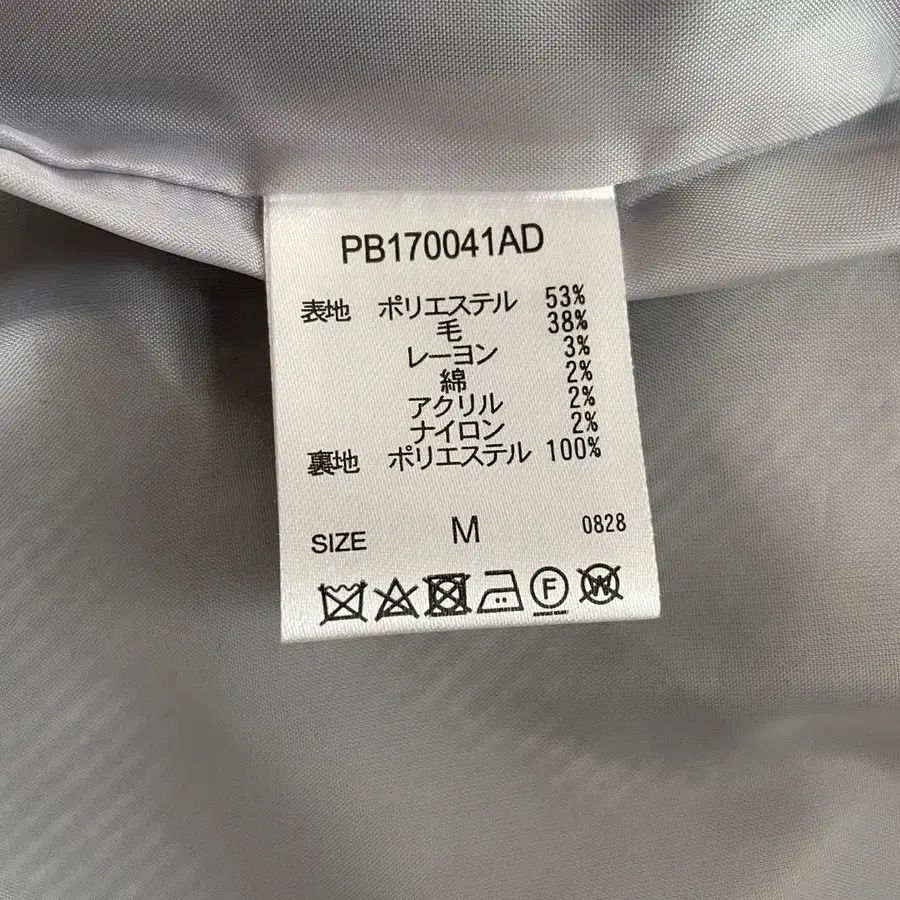 PB170041AD
表地 ポリエステル 53%
毛 38%
レーヨン 3%
綿 2%
アクリル 2%
ナイロン 2%
裏地 ポリエステル 100%
SIZE M 0828
F W